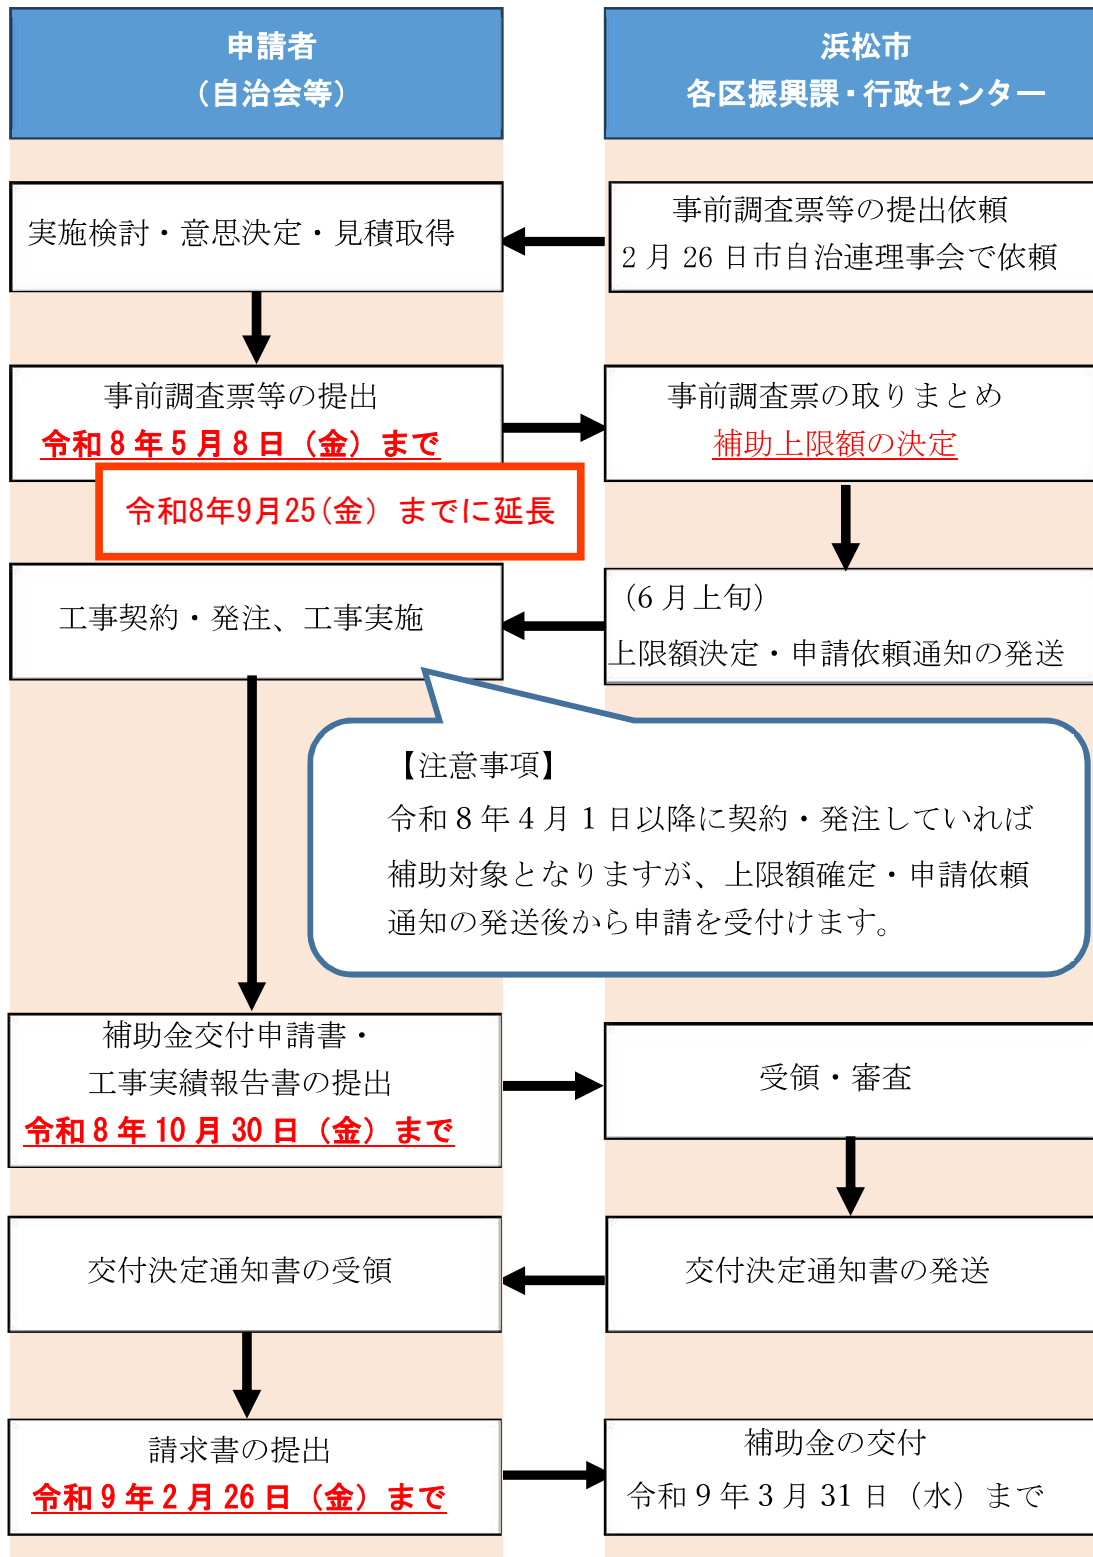 申請者
（自治会等）
浜松市
各区振興課・行政センター
実施検討・意思決定・見積取得
事前調査票等の提出依頼
2月26日市自治連理事会で依頼
事前調査票等の提出
令和8年5月8日（金）まで
令和8年9月25(金) までに延長
事前調査票の取りまとめ
補助上限額の決定
工事契約・発注、工事実施
（6月上旬）
上限額決定・申請依頼通知の発送
【注意事項】
令和8年4月1日以降に契約・発注していれば
補助対象となりますが、上限額確定・申請依頼
通知の発送後から申請を受付けます。
補助金交付申請書・
工事実績報告書の提出
令和8年10月30日（金）まで
受領・審査
交付決定通知書の受領
交付決定通知書の発送
請求書の提出
令和9年2月26日（金）まで
補助金の交付
令和9年3月31日（水）まで